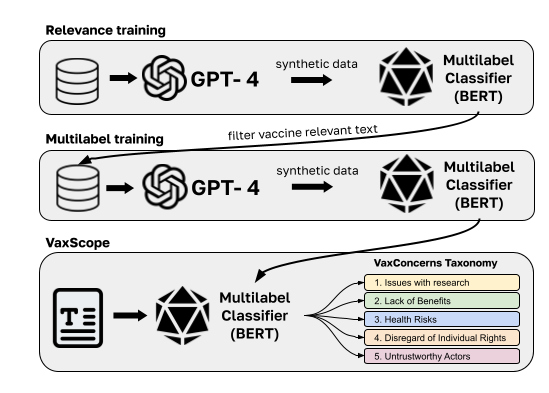 Relevance training
GPT- 4
synthetic data
Multilabel
Classifier
(BERT)
Multilabel training
filter vaccine relevant text
GPT- 4
synthetic data
Multilabel
Classifier
(BERT)
VaxScope
T
Multilabel
Classifier
(BERT)
VaxConcerns Taxonomy
1. Issues with research
2. Lack of Benefits
3. Health Risks
4. Disregard of Individual Rights
5. Untrustworthy Actors